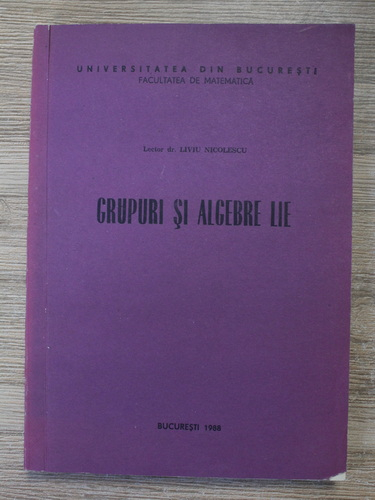 UNIVERSITATEA DIN BUCUREŞTI
FACULTATEA DE MATEMATICĂ
Lector dr. LIVIU NICOLESCU
GRUPURI ŞI ALGEBRE LIE
BUCUREŞTI 1988